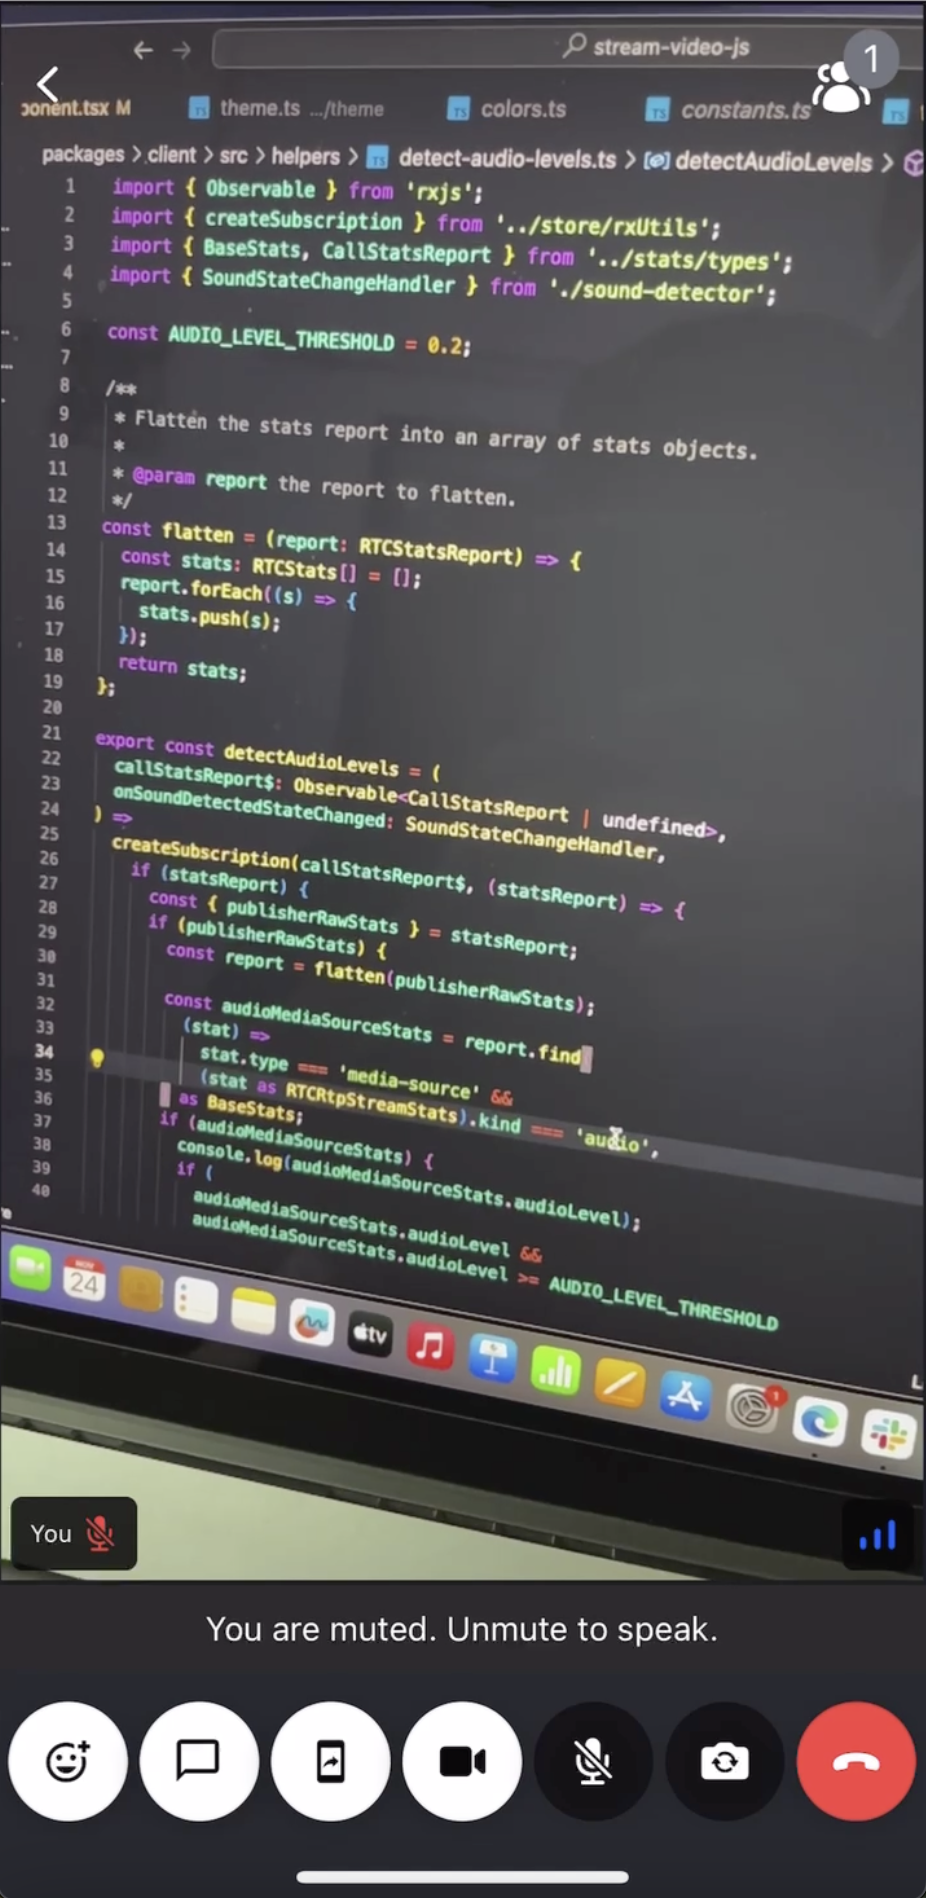 stream-video-js
1
ponent.tsx M
theme.ts .../theme
colors.ts
constants.ts
packages > client > src > helpers > TS detect-audio-levels.ts > detectAudioLevels >
1 import { Observable } from 'rxjs';
2 import { createSubscription } from '../store/rxUtils';
3 import { BaseStats, CallStatsReport } from '../stats/types';
4 import { SoundStateChangeHandler } from './sound-detector';
5
6 const AUDIO_LEVEL_THRESHOLD = 0.2;
7
8 /**
9 * Flatten the stats report into an array of stats objects.
10 *
11 * @param report the report to flatten.
12 */
13 const flatten = (report: RTCStatsReport) => {
14 const stats: RTCStats[] = [];
15 report.forEach((s) => {
16 stats.push(s);
17 });
18 return stats;
19 };
20
21 export const detectAudioLevels = (
22 callStatsReport$: Observable<CallStatsReport | undefined>,
23 onSoundDetectedStateChanged: SoundStateChangeHandler,
24 ) =>
25 createSubscription(callStatsReport$, (statsReport) => {
26 if (statsReport) {
27 const { publisherRawStats } = statsReport;
28 if (publisherRawStats) {
29 const report = flatten(publisherRawStats);
30
31 const audioMediaSourceStats = report.find(
32 (stat) =>
33 stat.type === 'media-source' &&
34 (stat as RTCRtpStreamStats).kind === 'audio',
35 ) as BaseStats;
36 if (audioMediaSourceStats) {
37 console.log(audioMediaSourceStats.audioLevel);
38 if (
39 audioMediaSourceStats.audioLevel &&
40 audioMediaSourceStats.audioLevel >= AUDIO_LEVEL_THRESHOLD
NOV
24
tv
1
You
You are muted. Unmute to speak.